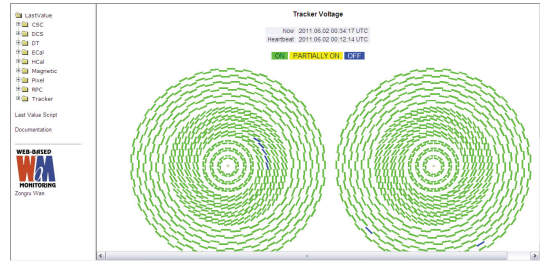 LastValue
CSC
DCS
DT
ECal
HCal
Magnetic
Pixel
RPC
Tracker
Last Value Script
Documentation
WEB-BASED
WbM
MONITORING
Zongru Wan
Tracker Voltage
Now 2011.06.02 00:34:17 UTC
Heartbeat 2011.06.02 00:12:14 UTC
ON PARTIALLY ON OFF